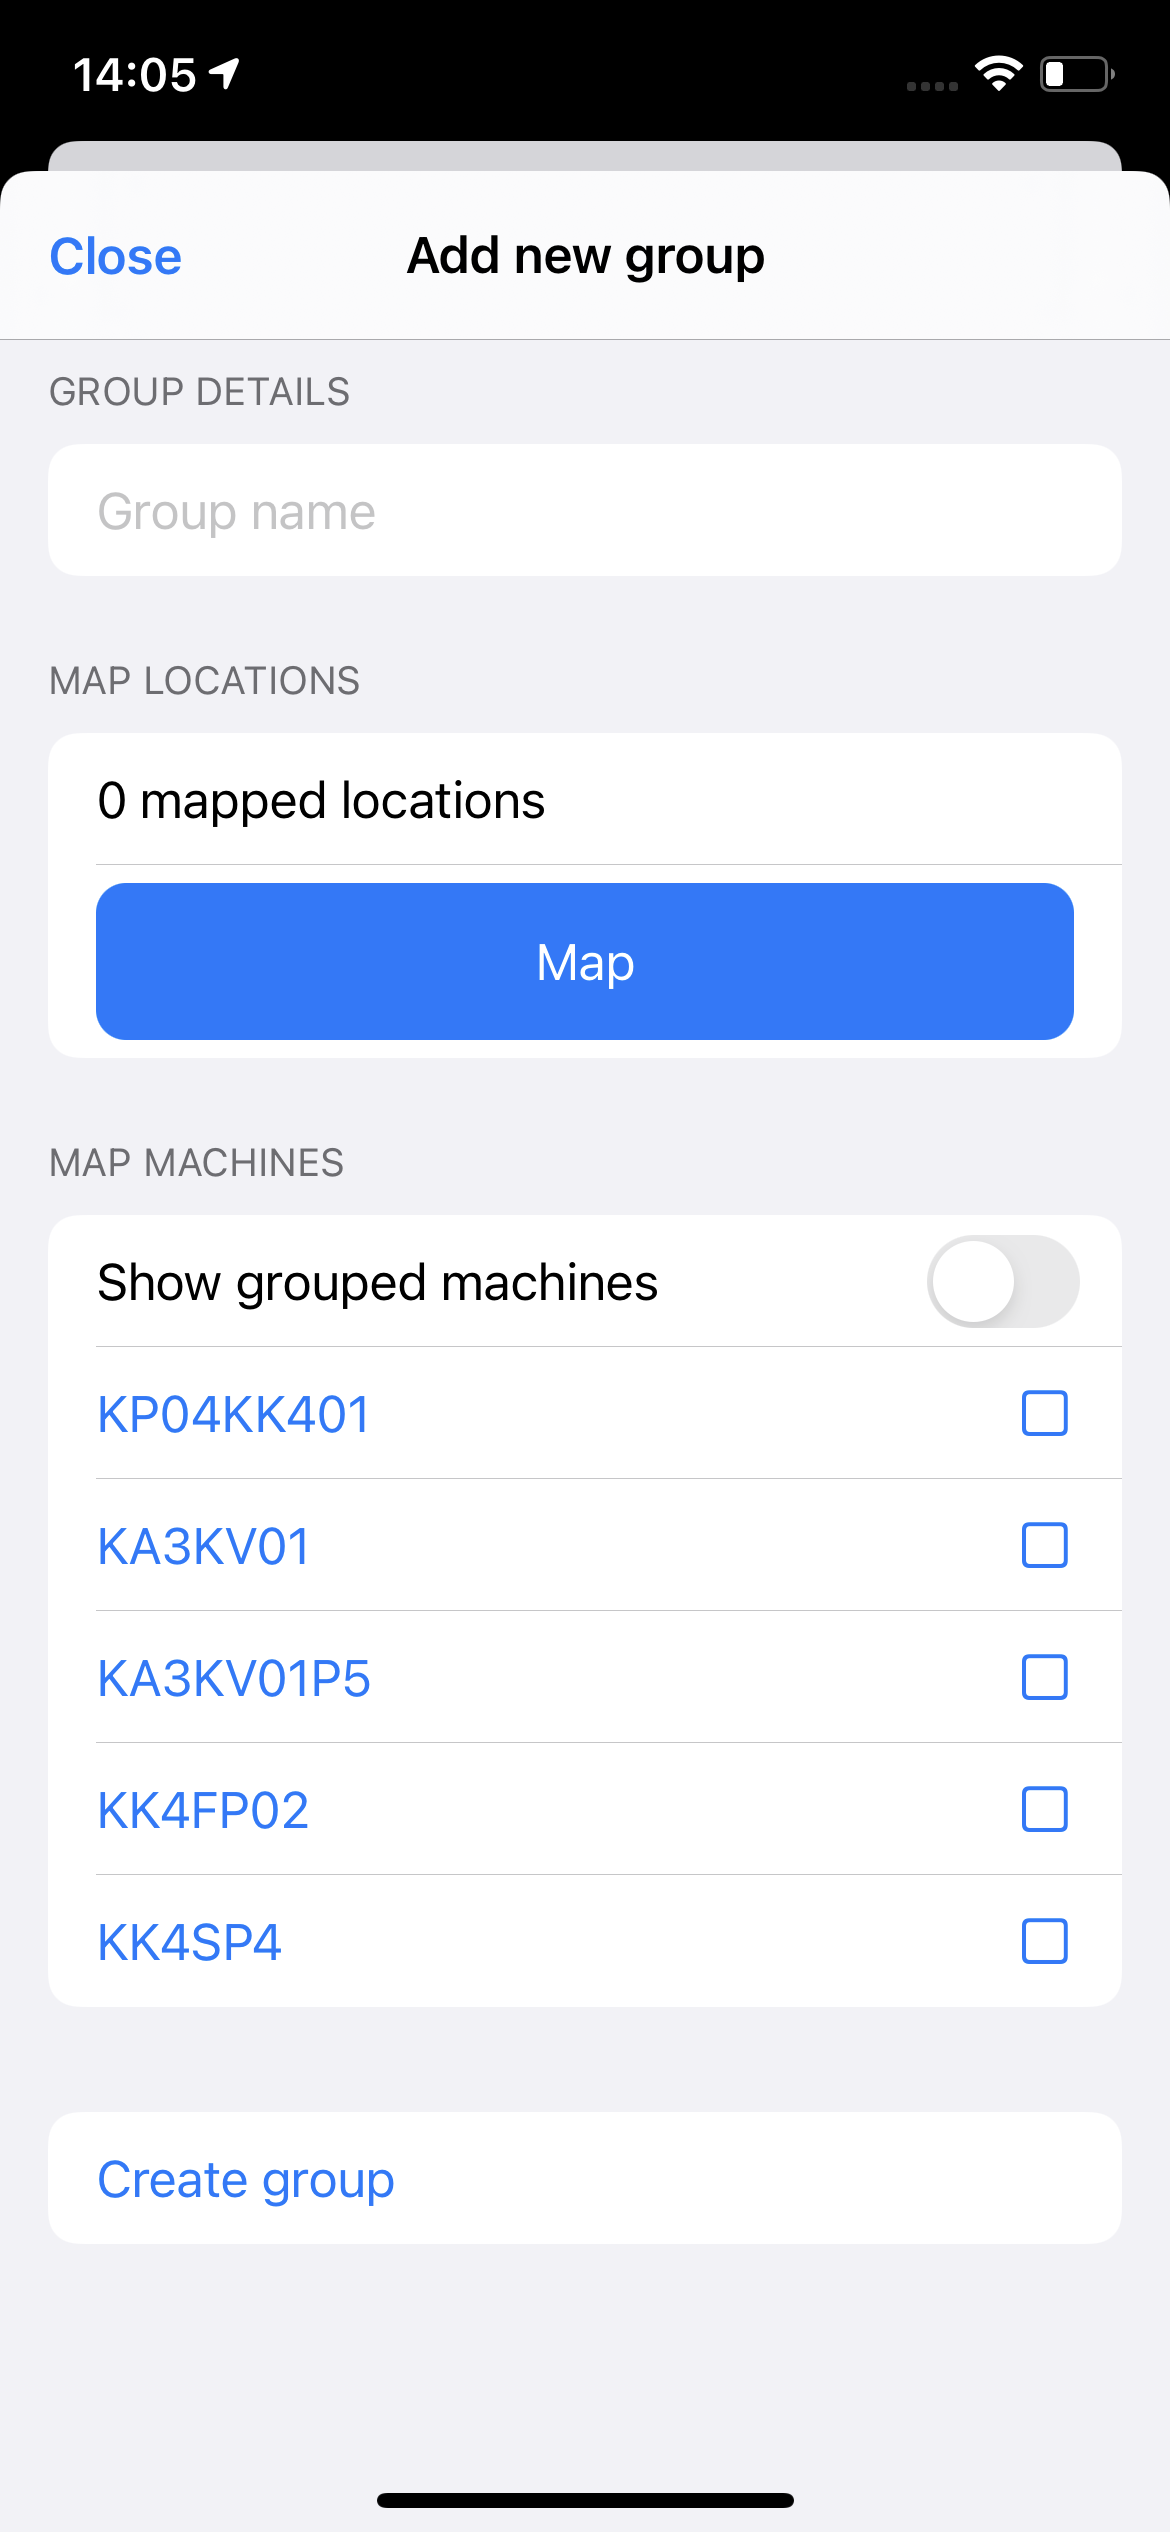 14:05
Close
Add new group
GROUP DETAILS
Group name
MAP LOCATIONS
0 mapped locations
Map
MAP MACHINES
Show grouped machines
KP04KK401
KA3KV01
KA3KV01P5
KK4FP02
KK4SP4
Create group